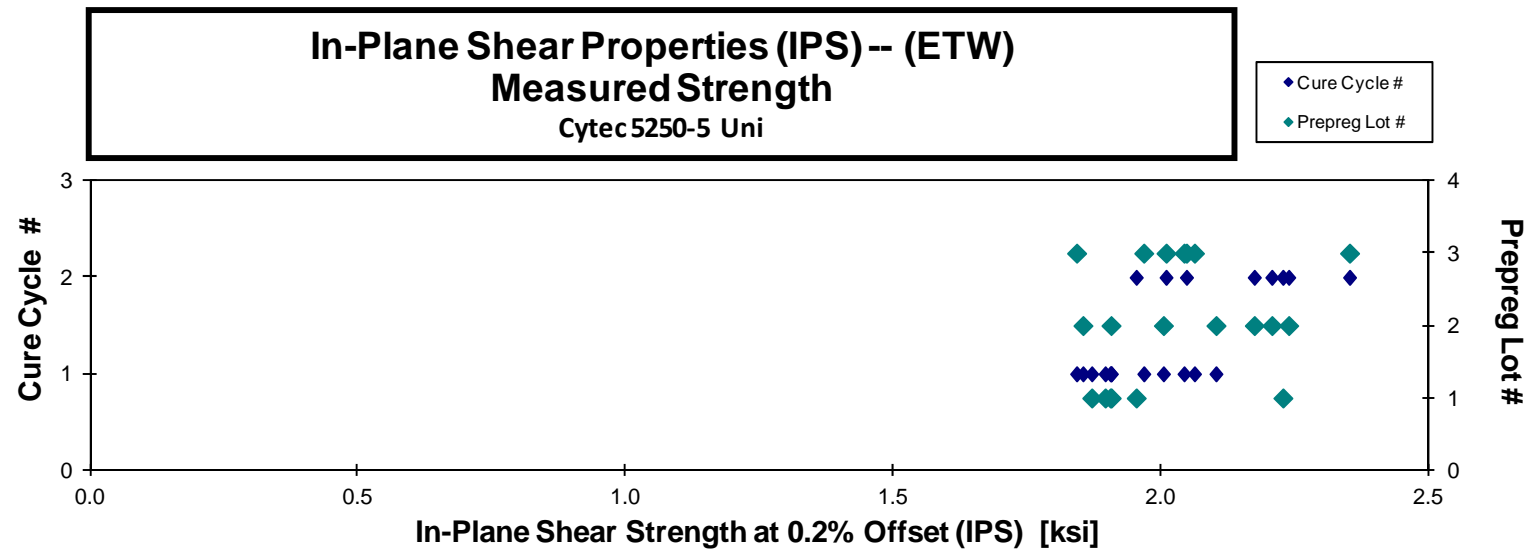 In-Plane Shear Properties (IPS) -- (ETW)
Measured Strength
Cytec 5250-5 Uni
Cure Cycle #
Prepreg Lot #
3
2
1
0
Cure Cycle #
4
3
2
1
0
Prepreg Lot #
0.0 0.5 1.0 1.5 2.0 2.5
In-Plane Shear Strength at 0.2% Offset (IPS) [ksi]